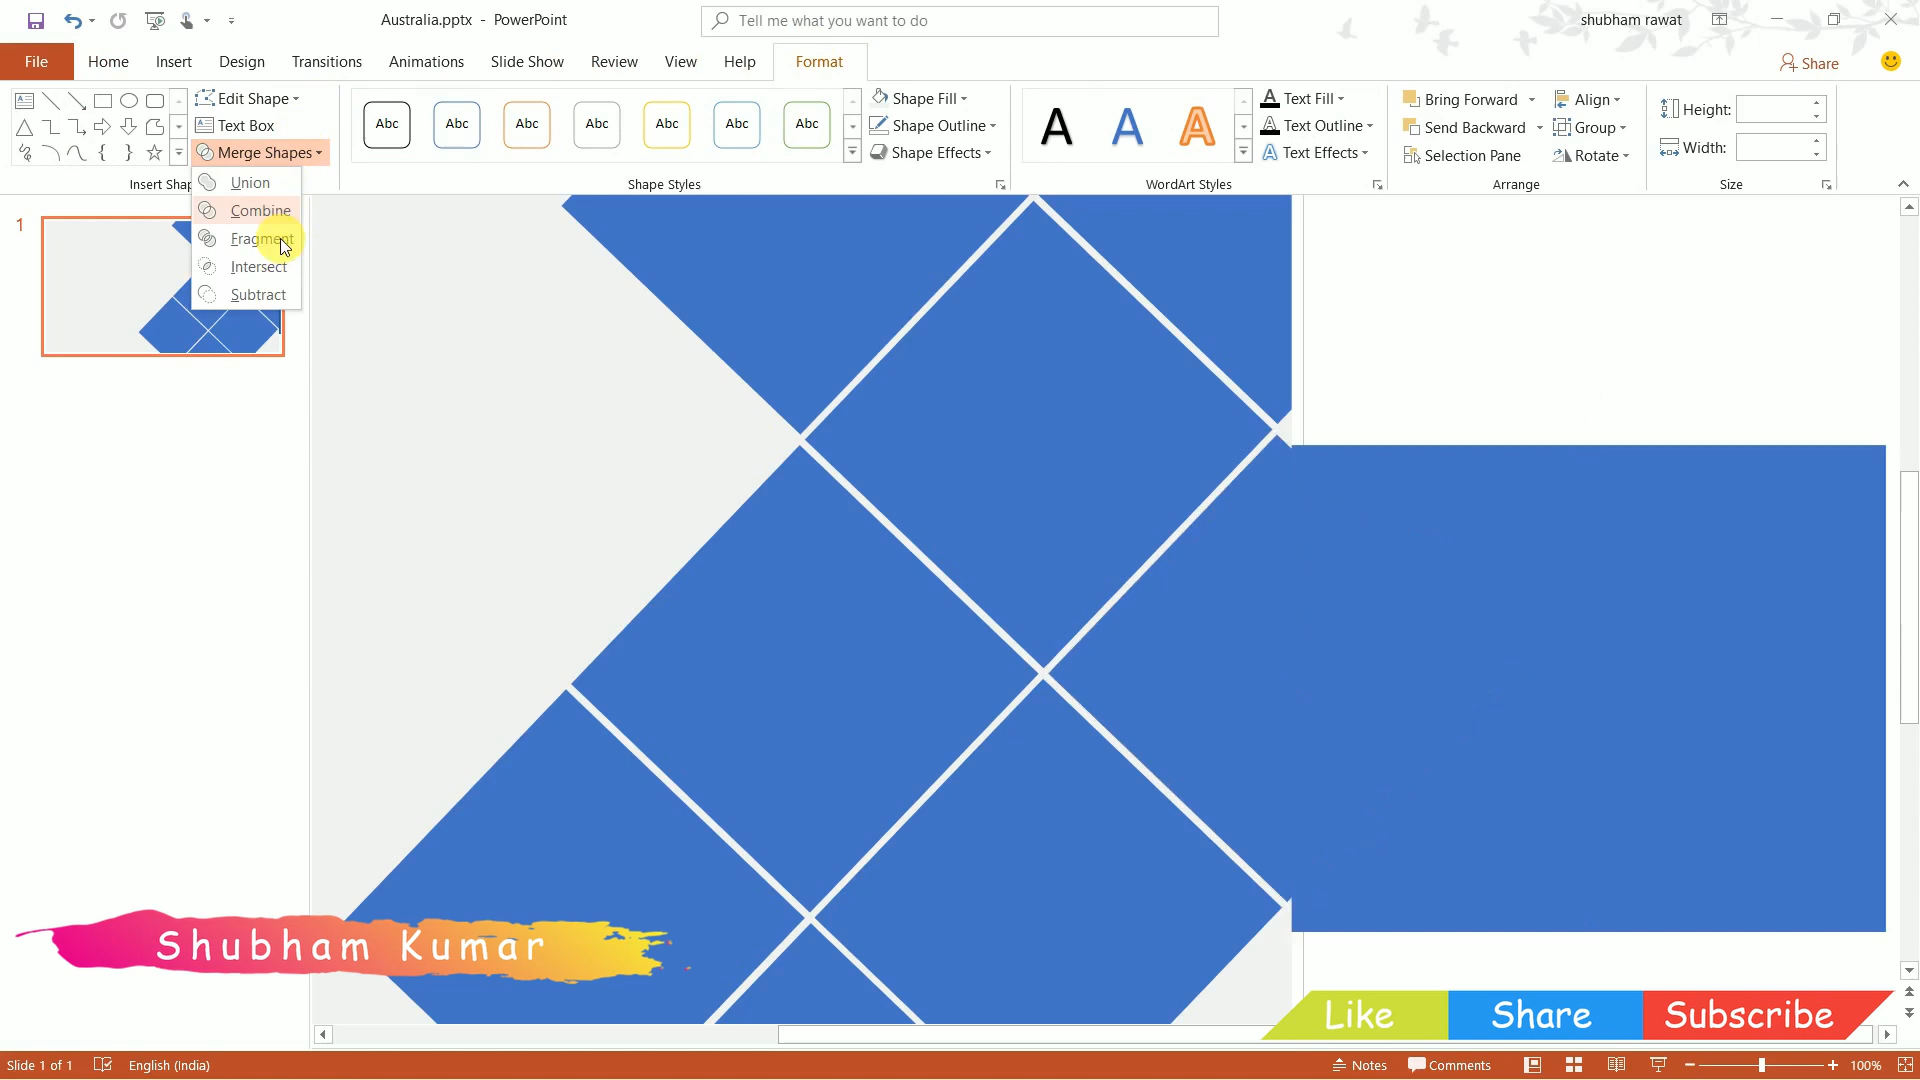 Australia.pptx - PowerPoint
Tell me what you want to do
shubham rawat
File Home Insert Design Transitions Animations Slide Show Review View Help Format
Share
Edit Shape
Text Box
Merge Shapes
Insert Shap
Union
Combine
Fragment
Intersect
Subtract
Abc Abc Abc Abc Abc Abc Abc
Shape Fill
Shape Outline
Shape Effects
Shape Styles
A A A
Text Fill
Text Outline
Text Effects
WordArt Styles
Bring Forward
Send Backward
Selection Pane
Align
Group
Rotate
Arrange
Height:
Width:
Size
1
Shubham Kumar
Like Share Subscribe
Slide 1 of 1 English (India) Notes Comments 100%